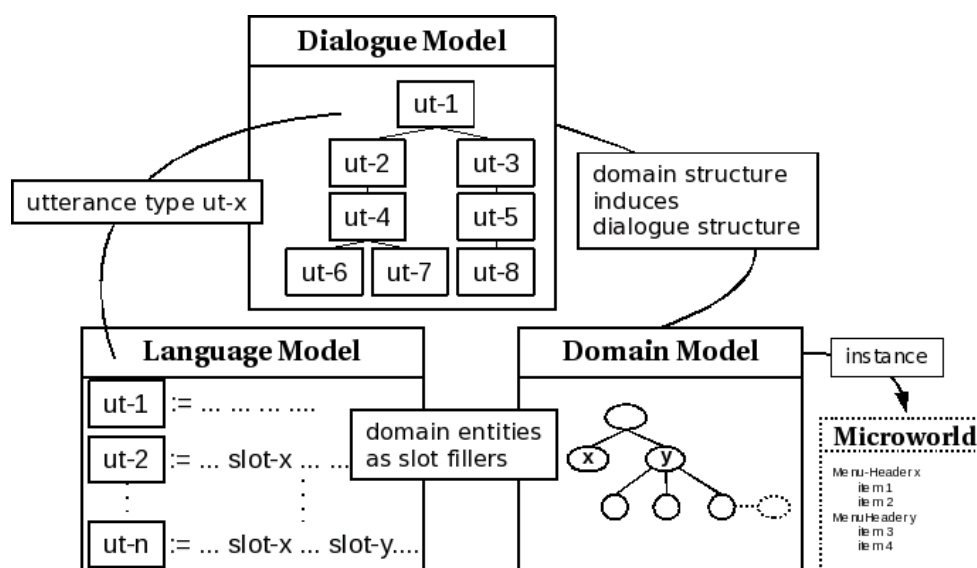 Dialogue Model
ut-1
ut-2
ut-3
utterance type ut-x
domain structure
induces
dialogue structure
ut-4
ut-5
ut-6
ut-7
ut-8
Language Model
Domain Model
instance
ut-1 := ... ... ... ....
domain entities
as slot fillers
ut-2 := ... slot-x ... ...
ut-n := ... slot-x ... slot-y....
x
y
Microworld
Menu-Header x
item 1
item 2
MenuHeader y
item 3
item 4